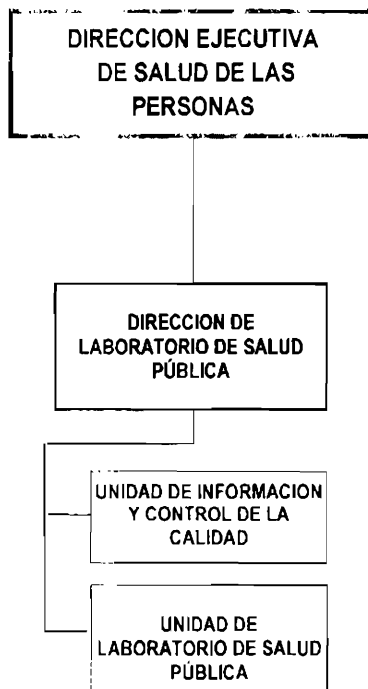 DIRECCION EJECUTIVA
DE SALUD DE LAS
PERSONAS
DIRECCION DE
LABORATORIO DE SALUD
PÚBLICA
UNIDAD DE INFORMACION
Y CONTROL DE LA
CALIDAD
UNIDAD DE
LABORATORIO DE SALUD
PÚBLICA